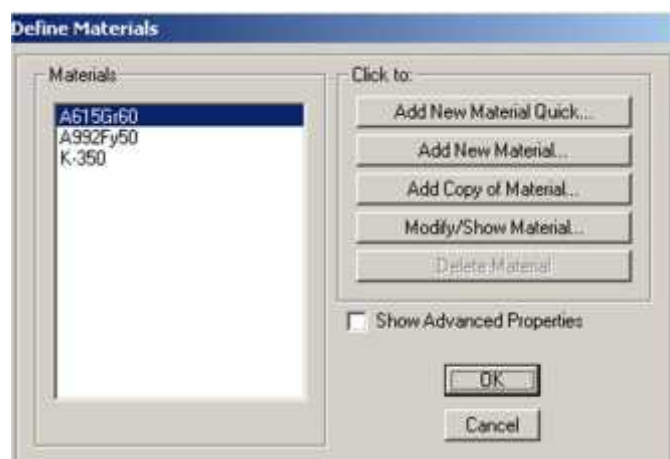 Define Materials
Materials
A615Gr60
A992Fy50
K-350
Click to:
Add New Material Quick...
Add New Material...
Add Copy of Material...
Modify/Show Material...
Delete Material
Show Advanced Properties
OK
Cancel